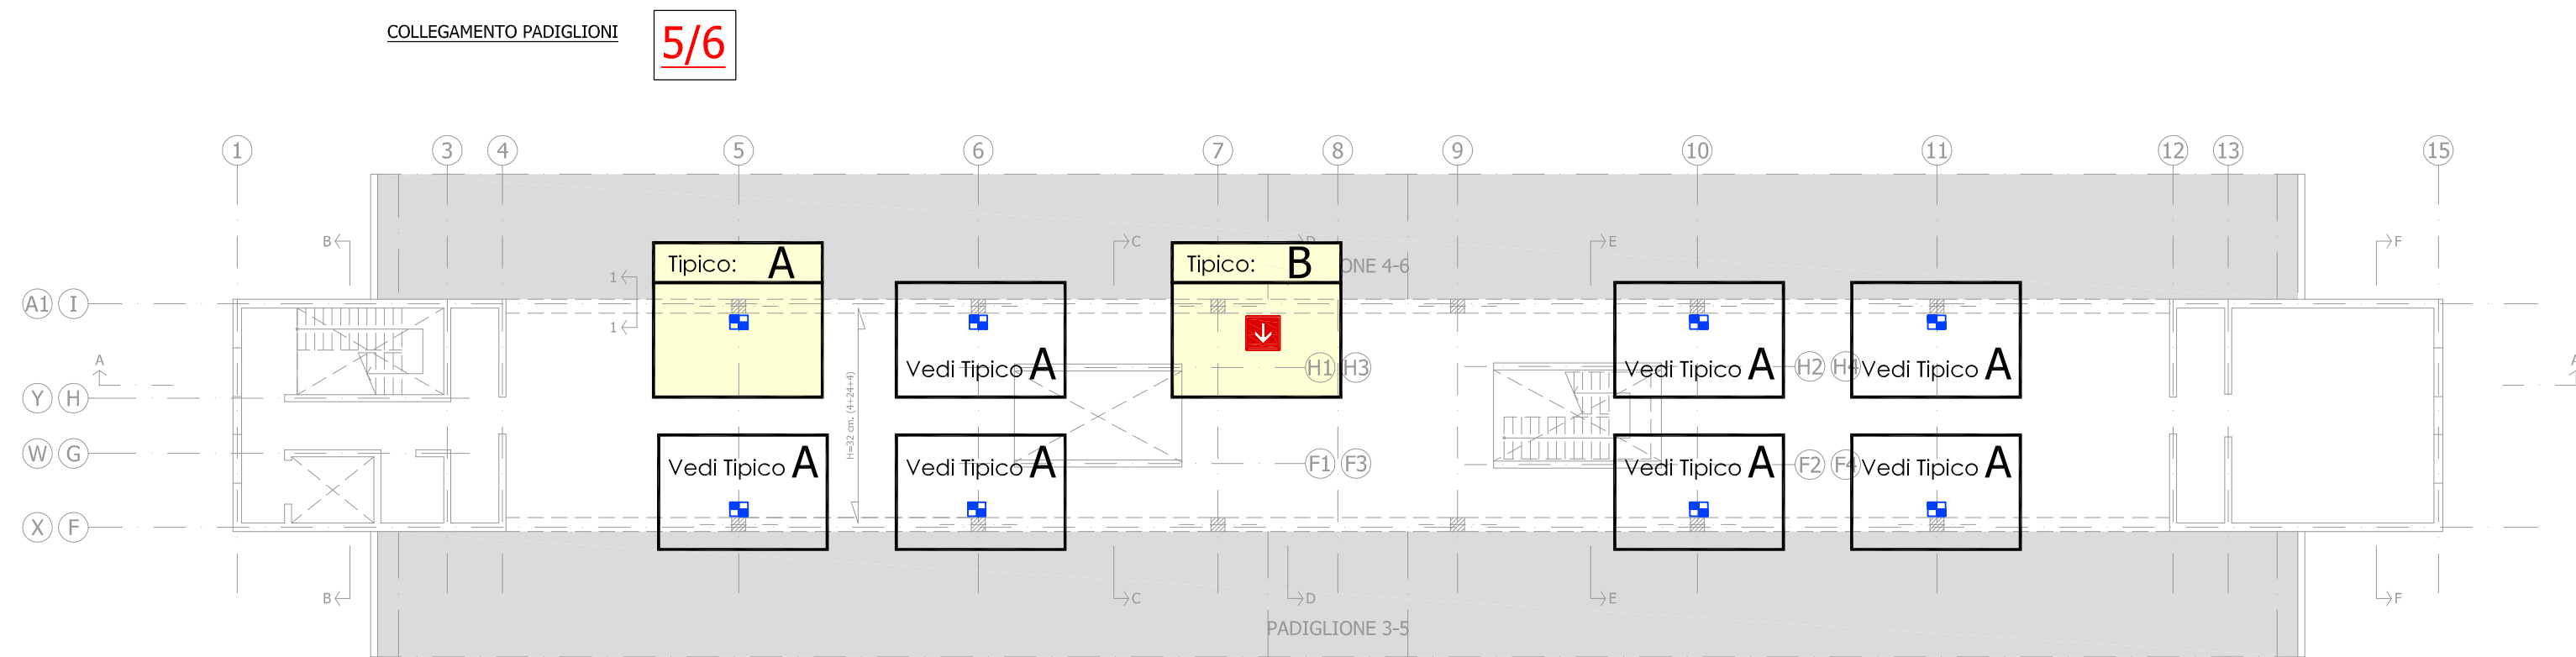 COLLEGAMENTO PADIGLIONI
5/6
1 3 4 5 6 7 8 9 10 11 12 13 15
B C D E F
Tipico: A
Tipico: B
ONE 4-6
1
A1 I
1
A
A
Vedi Tipico A
H1 H3
Vedi Tipico A
H2 H4
Vedi Tipico A
Y H
H=32 cm. (4+24+4)
W G
Vedi Tipico A
Vedi Tipico A
F1 F3
Vedi Tipico A
F2 F4
Vedi Tipico A
X F
B C D E F
PADIGLIONE 3-5